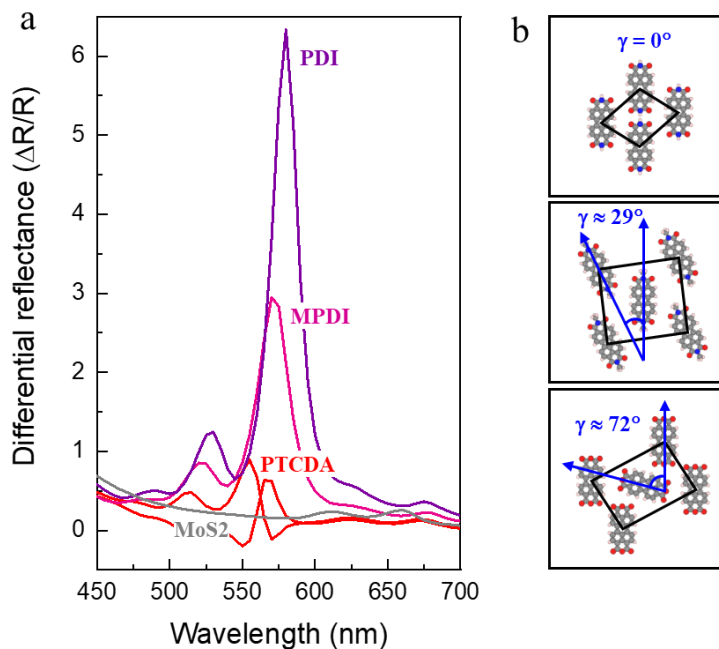 a
b
Differential reflectance (ΔR/R)
6
5
4
3
2
1
0
PDI
MPDI
PTCDA
MoS2
450 500 550 600 650 700
Wavelength (nm)
γ = 0°
γ ≈ 29°
γ ≈ 72°